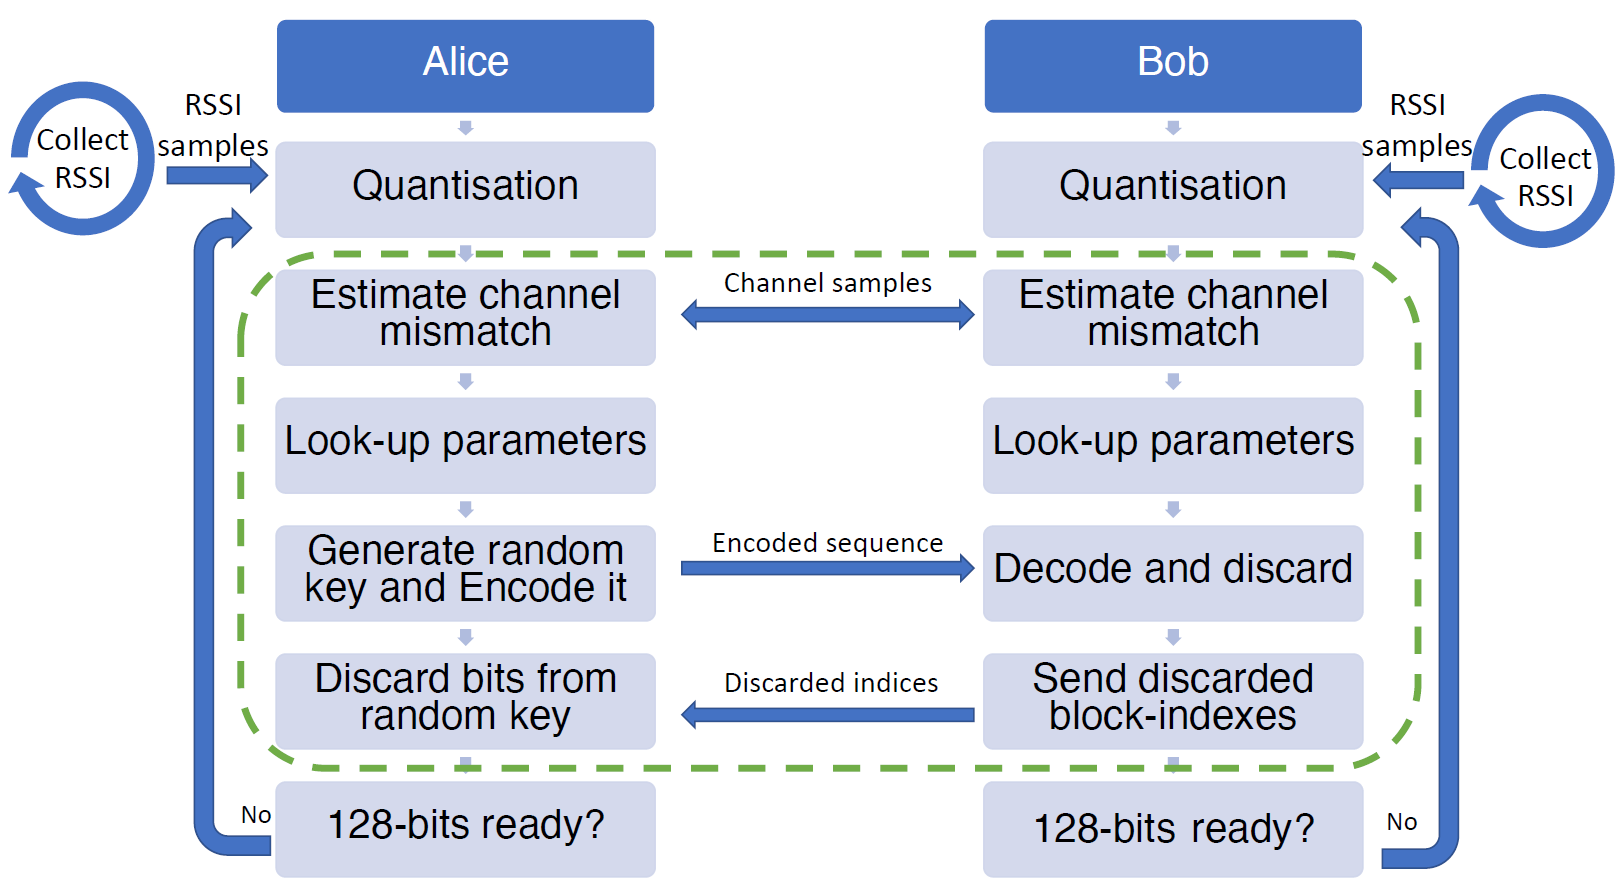 Alice
Bob
RSSI
samples
Collect
RSSI
RSSI
samples
Collect
RSSI
Quantisation
Quantisation
Estimate channel
mismatch
Channel samples
Estimate channel
mismatch
Look-up parameters
Look-up parameters
Generate random
key and Encode it
Encoded sequence
Decode and discard
Discard bits from
random key
Discarded indices
Send discarded
block-indexes
No
128-bits ready?
128-bits ready?
No